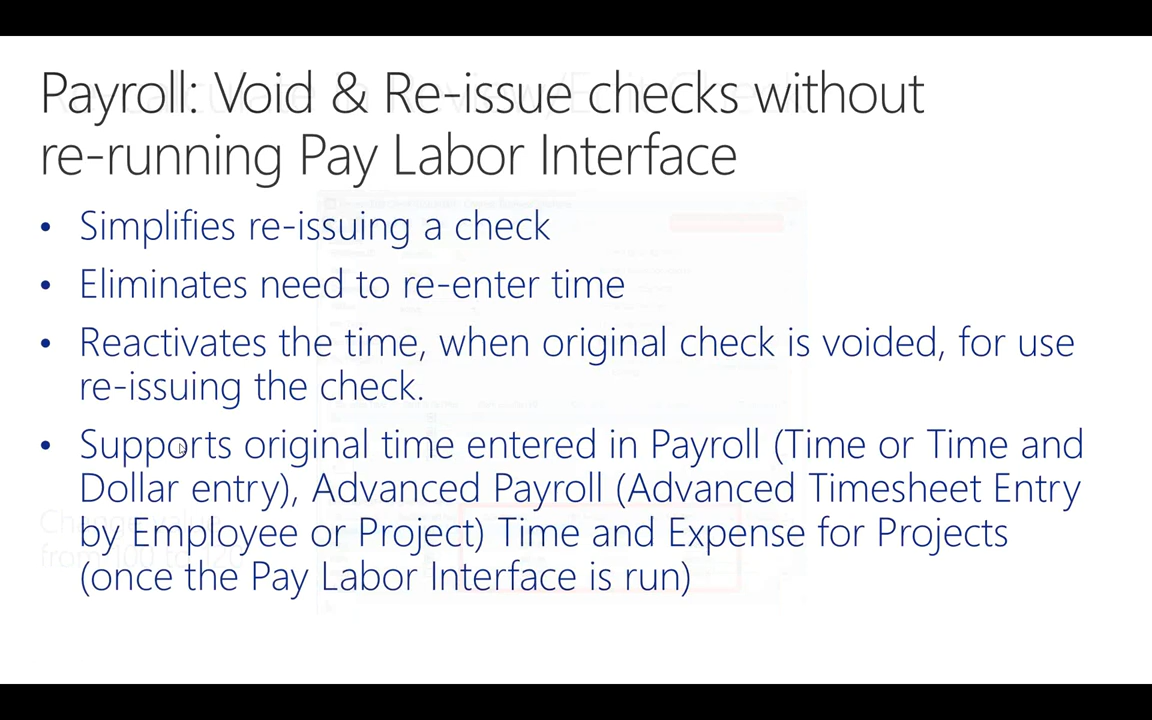 Payroll: Void & Re-issue checks without
re-running Pay Labor Interface
• Simplifies re-issuing a check
• Eliminates need to re-enter time
• Reactivates the time, when original check is voided, for use
re-issuing the check.
• Supports original time entered in Payroll (Time or Time and
Dollar entry), Advanced Payroll (Advanced Timesheet Entry
by Employee or Project) Time and Expense for Projects
(once the Pay Labor Interface is run)